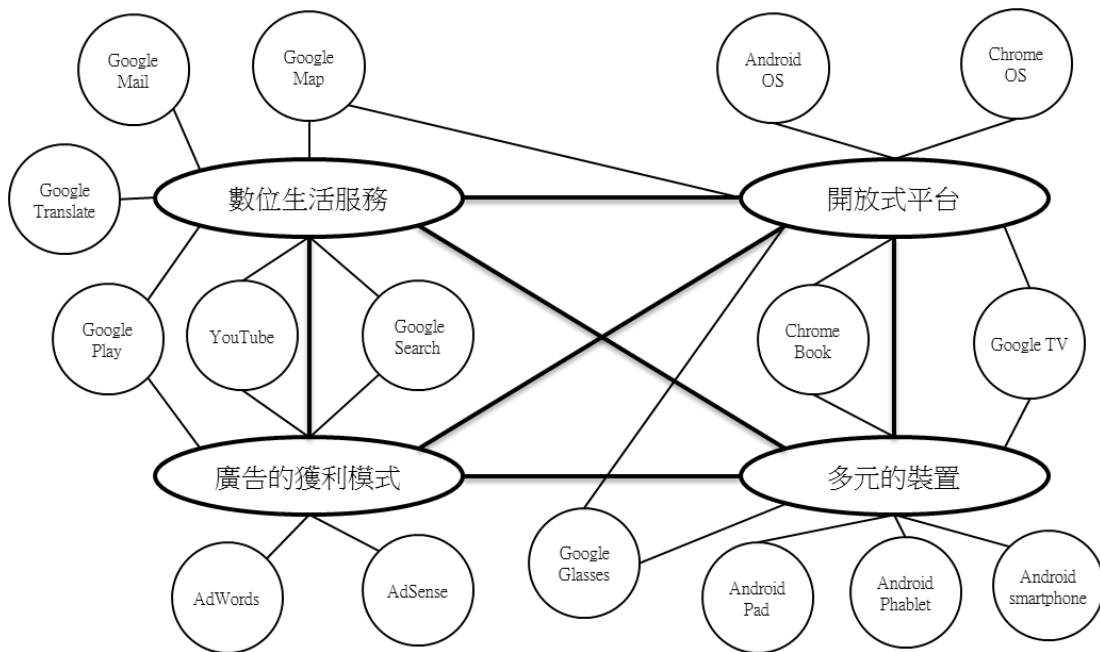 Google
Mail
Google
Map
Android
OS
Chrome
OS
Google
Translate
數位生活服務
開放式平台
Google
Play
YouTube
Google
Search
Chrome
Book
Google TV
廣告的獲利模式
多元的裝置
Google
Glasses
AdWords
AdSense
Android
Pad
Android
Phablet
Android
smartphone